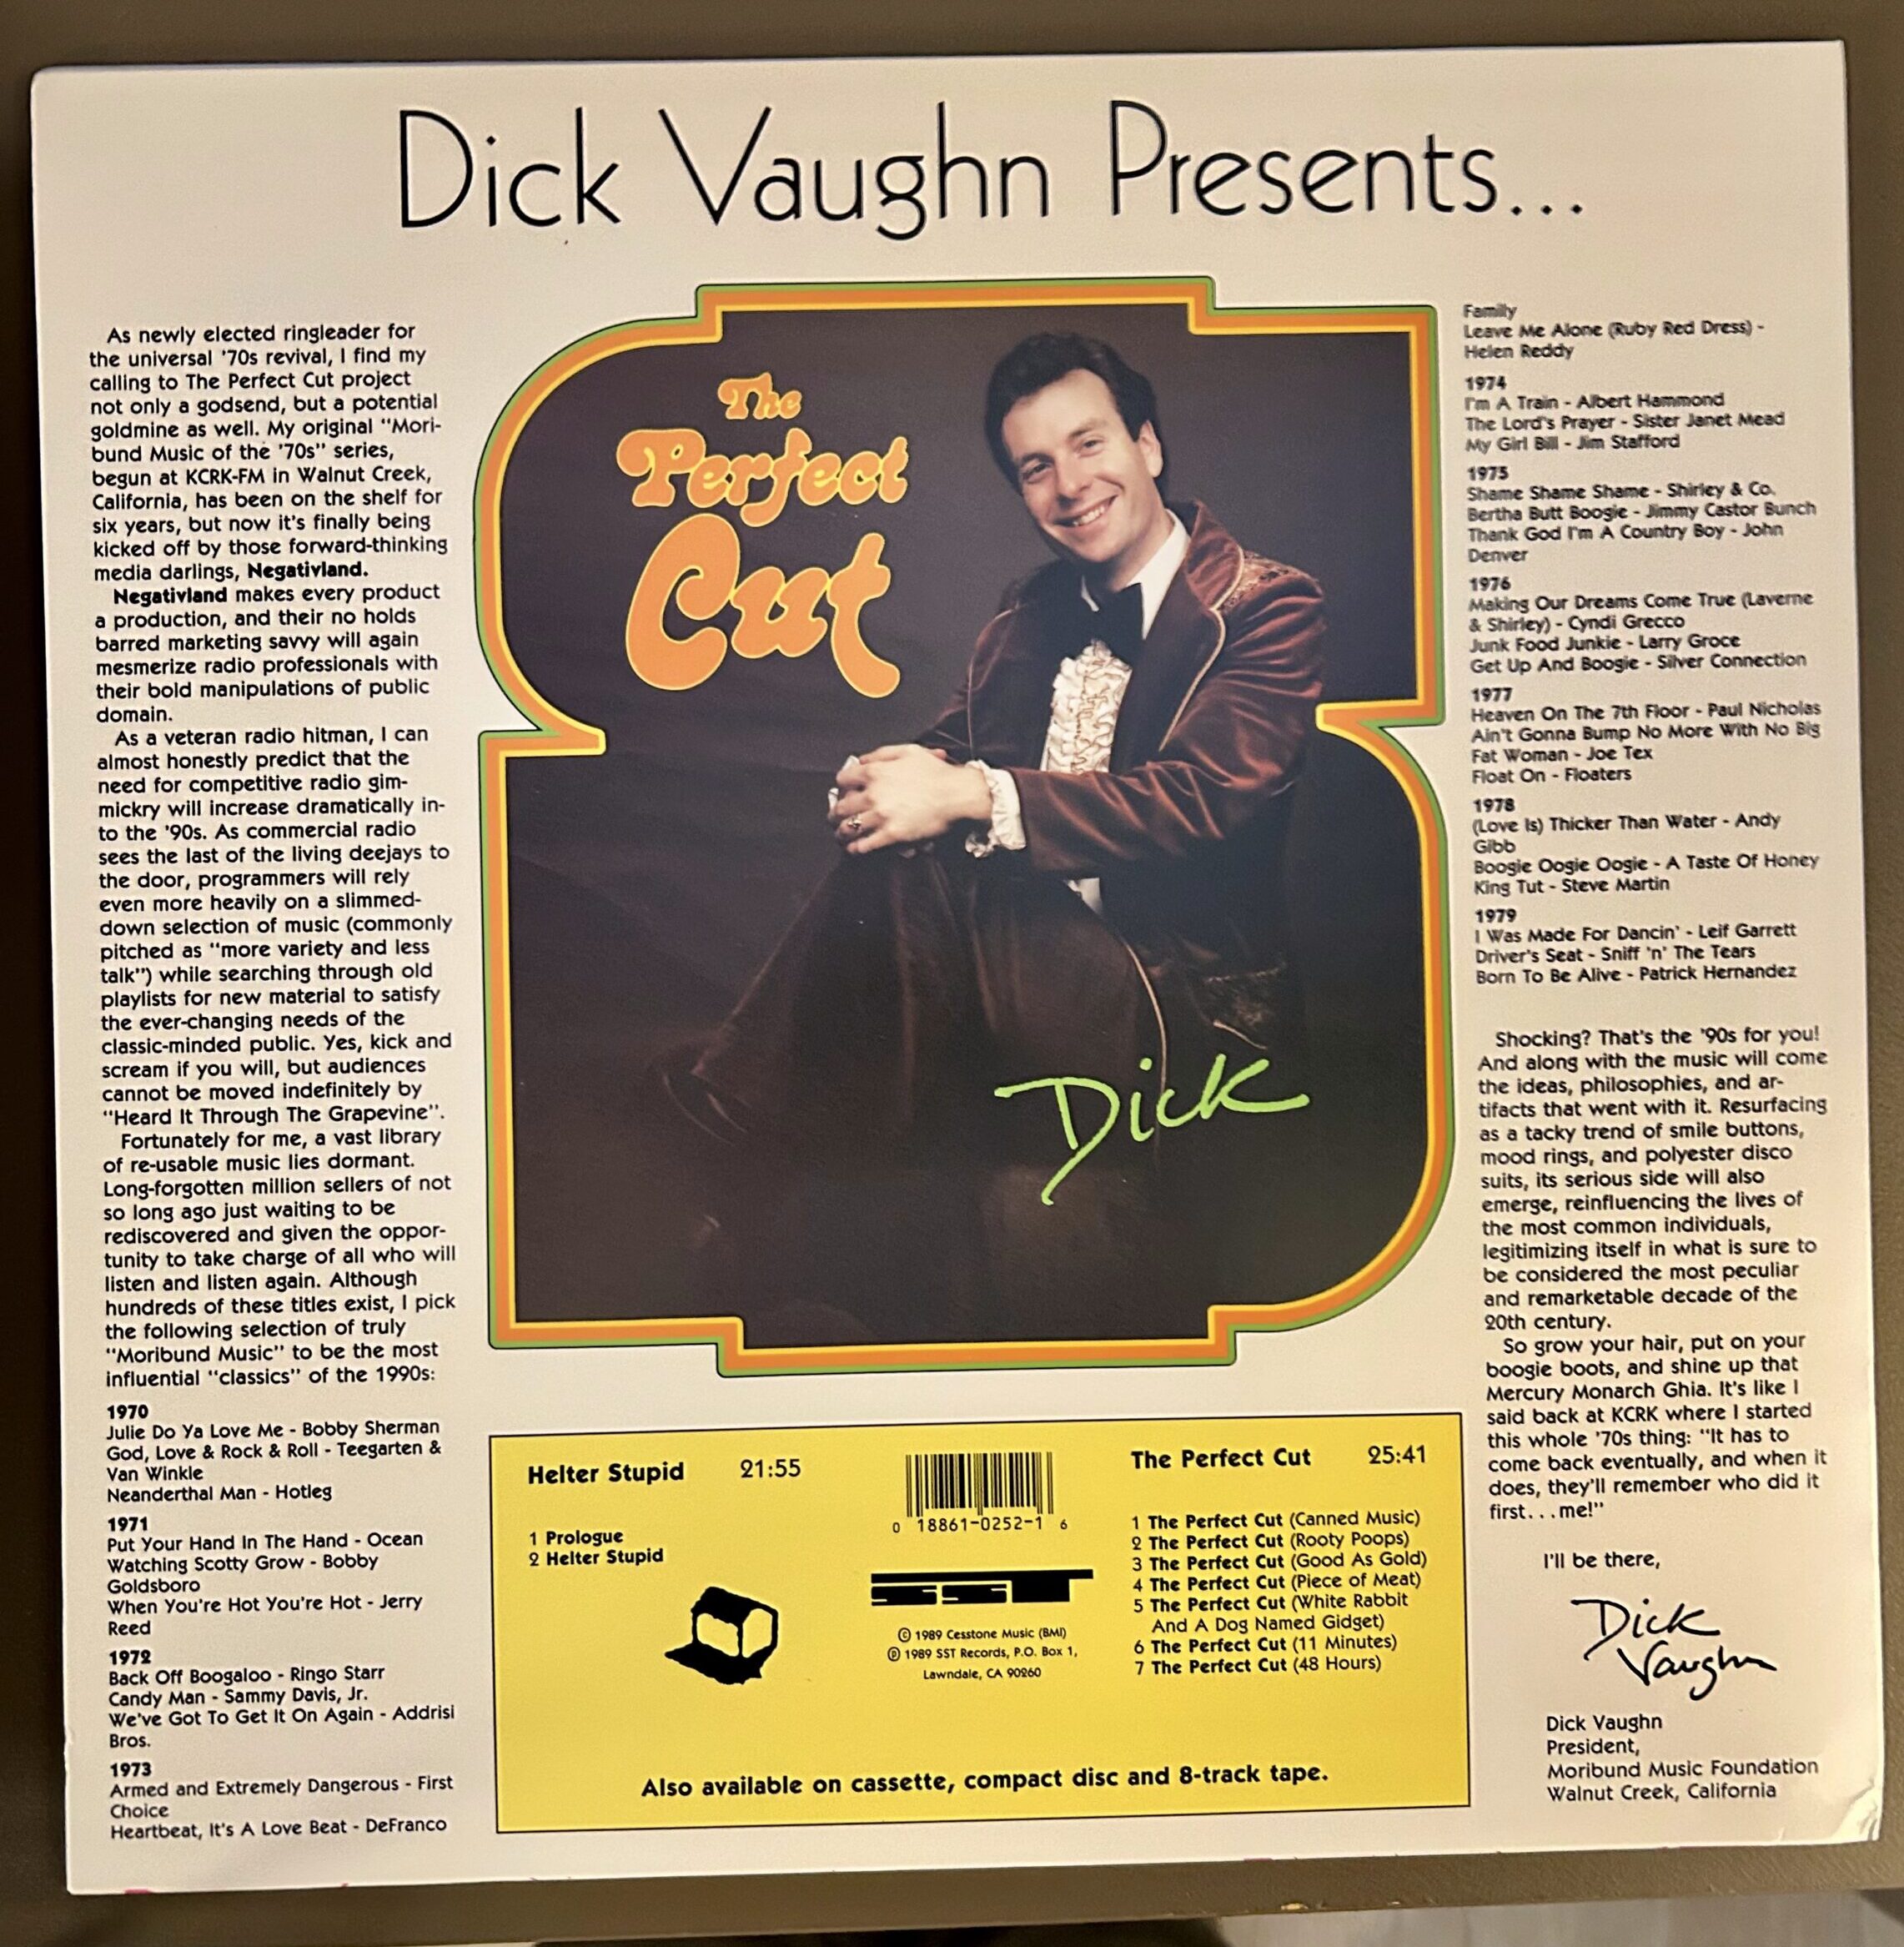 Dick Vaughn Presents...
As newly elected ringleader for
the universal '70s revival, I find my
calling to The Perfect Cut project
not only a godsend, but a potential
goldmine as well. My original "Mori-
bund Music of the '70s" series,
begun at KCRK-FM in Walnut Creek,
California, has been on the shelf for
six years, but now it's finally being
kicked off by those forward-thinking
media darlings, Negativland.
Negativland makes every product
a production, and their no holds
barred marketing savvy will again
mesmerize radio professionals with
their bold manipulations of public
domain.
As a veteran radio hitman, I can
almost honestly predict that the
need for competitive radio gim-
mickry will increase dramatically in-
to the '90s. As commercial radio
sees the last of the living deejays to
the door, programmers will rely
even more heavily on a slimmed-
down selection of music (commonly
pitched as "more variety and less
talk") while searching through old
playlists for new material to satisfy
the ever-changing needs of the
classic-minded public. Yes, kick and
scream if you will, but audiences
cannot be moved indefinitely by
"Heard It Through The Grapevine".
Fortunately for me, a vast library
of re-usable music lies dormant.
Long-forgotten million sellers of not
so long ago just waiting to be
rediscovered and given the oppor-
tunity to take charge of all who will
listen and listen again. Although
hundreds of these titles exist, I pick
the following selection of truly
"Moribund Music" to be the most
influential "classics" of the 1990s:
1970
Julie Do Ya Love Me - Bobby Sherman
God, Love & Rock & Roll - Teegarten &
Van Winkle
Neanderthal Man - Hotleg
1971
Put Your Hand In The Hand - Ocean
Watching Scotty Grow - Bobby
Goldsboro
When You're Hot You're Hot - Jerry
Reed
1972
Back Off Boogaloo - Ringo Starr
Candy Man - Sammy Davis, Jr.
We've Got To Get It On Again - Addrisi
Bros.
1973
Armed and Extremely Dangerous - First
Choice
Heartbeat, It's A Love Beat - DeFranco
The
Perfect
Cut
Dick
Helter Stupid 21:55
1 Prologue
2 Helter Stupid
0 18861-0252-1 6
SST
© 1989 Cesstone Music (BMI)
℗ 1989 SST Records, P.O. Box 1,
Lawndale, CA 90260
The Perfect Cut 25:41
1 The Perfect Cut (Canned Music)
2 The Perfect Cut (Rooty Poops)
3 The Perfect Cut (Good As Gold)
4 The Perfect Cut (Piece of Meat)
5 The Perfect Cut (White Rabbit
And A Dog Named Gidget)
6 The Perfect Cut (11 Minutes)
7 The Perfect Cut (48 Hours)
Also available on cassette, compact disc and 8-track tape.
Family
Leave Me Alone (Ruby Red Dress) -
Helen Reddy
1974
I'm A Train - Albert Hammond
The Lord's Prayer - Sister Janet Mead
My Girl Bill - Jim Stafford
1975
Shame Shame Shame - Shirley & Co.
Bertha Butt Boogie - Jimmy Castor Bunch
Thank God I'm A Country Boy - John
Denver
1976
Making Our Dreams Come True (Laverne
& Shirley) - Cyndi Grecco
Junk Food Junkie - Larry Groce
Get Up And Boogie - Silver Connection
1977
Heaven On The 7th Floor - Paul Nicholas
Ain't Gonna Bump No More With No Big
Fat Woman - Joe Tex
Float On - Floaters
1978
(Love Is) Thicker Than Water - Andy
Gibb
Boogie Oogie Oogie - A Taste Of Honey
King Tut - Steve Martin
1979
I Was Made For Dancin' - Leif Garrett
Driver's Seat - Sniff 'n' The Tears
Born To Be Alive - Patrick Hernandez
Shocking? That's the '90s for you!
And along with the music will come
the ideas, philosophies, and ar-
tifacts that went with it. Resurfacing
as a tacky trend of smile buttons,
mood rings, and polyester disco
suits, its serious side will also
emerge, reinfluencing the lives of
the most common individuals,
legitimizing itself in what is sure to
be considered the most peculiar
and remarketable decade of the
20th century.
So grow your hair, put on your
boogie boots, and shine up that
Mercury Monarch Ghia. It's like I
said back at KCRK where I started
this whole '70s thing: "It has to
come back eventually, and when it
does, they'll remember who did it
first...me!"
I'll be there,
Dick
Vaughn
Dick Vaughn
President,
Moribund Music Foundation
Walnut Creek, California